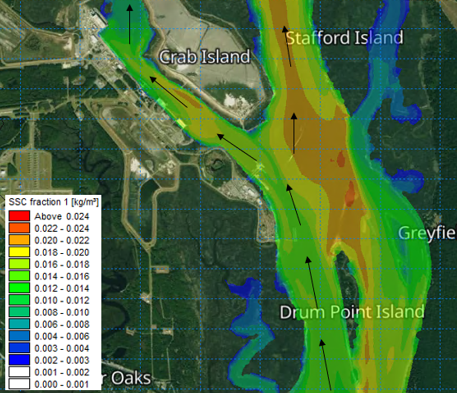 Stafford Island
Crab Island
SSC fraction 1 [kg/m³]
Above 0.024
0.022 - 0.024
0.020 - 0.022
0.018 - 0.020
0.016 - 0.018
0.014 - 0.016
0.012 - 0.014
0.010 - 0.012
0.008 - 0.010
0.006 - 0.008
0.004 - 0.006
0.003 - 0.004
0.002 - 0.003
0.001 - 0.002
0.000 - 0.001
Greyfie
Drum Point Island
r Oaks